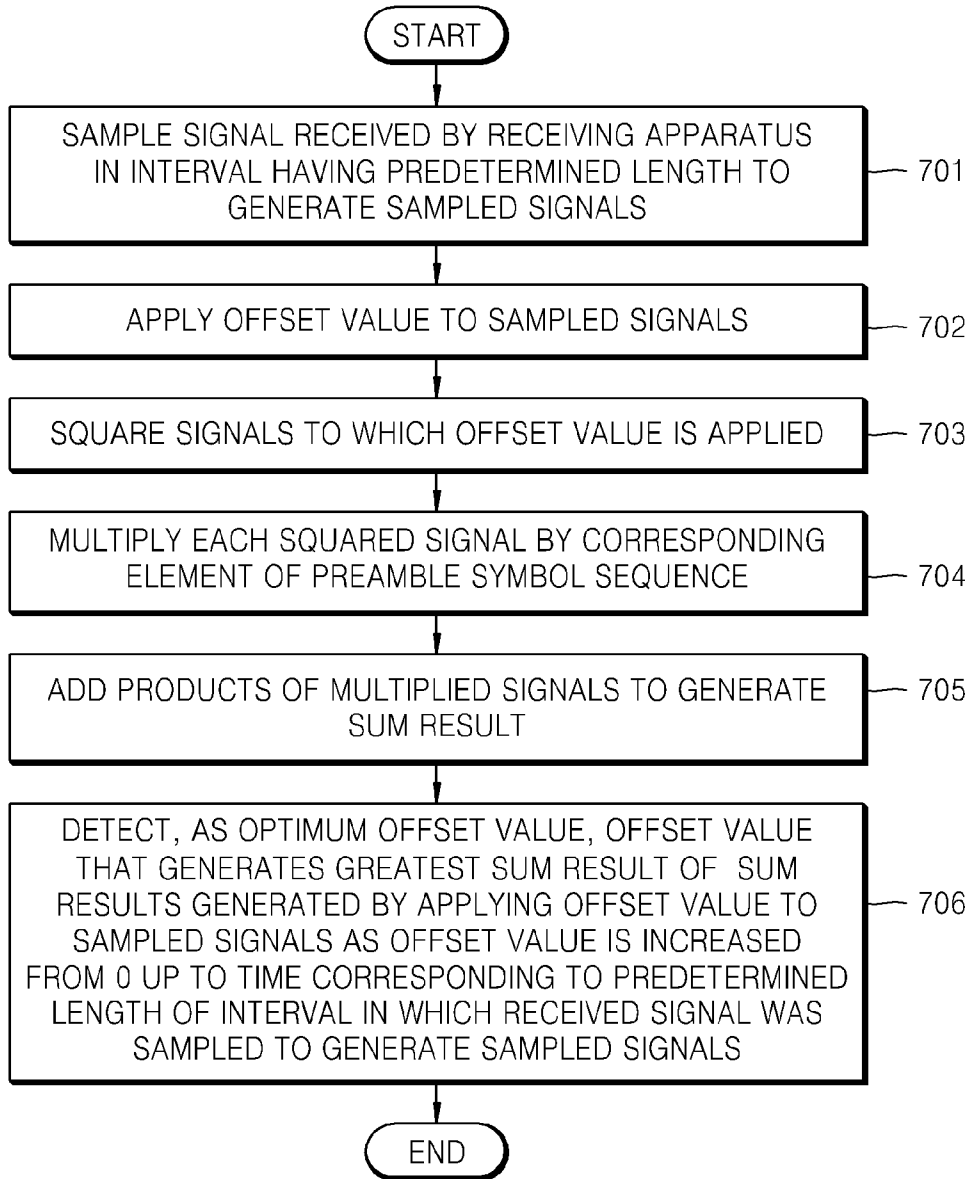 START
SAMPLE SIGNAL RECEIVED BY RECEIVING APPARATUS
IN INTERVAL HAVING PREDETERMINED LENGTH TO
GENERATE SAMPLED SIGNALS
701
APPLY OFFSET VALUE TO SAMPLED SIGNALS
702
SQUARE SIGNALS TO WHICH OFFSET VALUE IS APPLIED
703
MULTIPLY EACH SQUARED SIGNAL BY CORRESPONDING
ELEMENT OF PREAMBLE SYMBOL SEQUENCE
704
ADD PRODUCTS OF MULTIPLIED SIGNALS TO GENERATE
SUM RESULT
705
DETECT, AS OPTIMUM OFFSET VALUE, OFFSET VALUE
THAT GENERATES GREATEST SUM RESULT OF SUM
RESULTS GENERATED BY APPLYING OFFSET VALUE TO
SAMPLED SIGNALS AS OFFSET VALUE IS INCREASED
FROM 0 UP TO TIME CORRESPONDING TO PREDETERMINED
LENGTH OF INTERVAL IN WHICH RECEIVED SIGNAL WAS
SAMPLED TO GENERATE SAMPLED SIGNALS
706
END